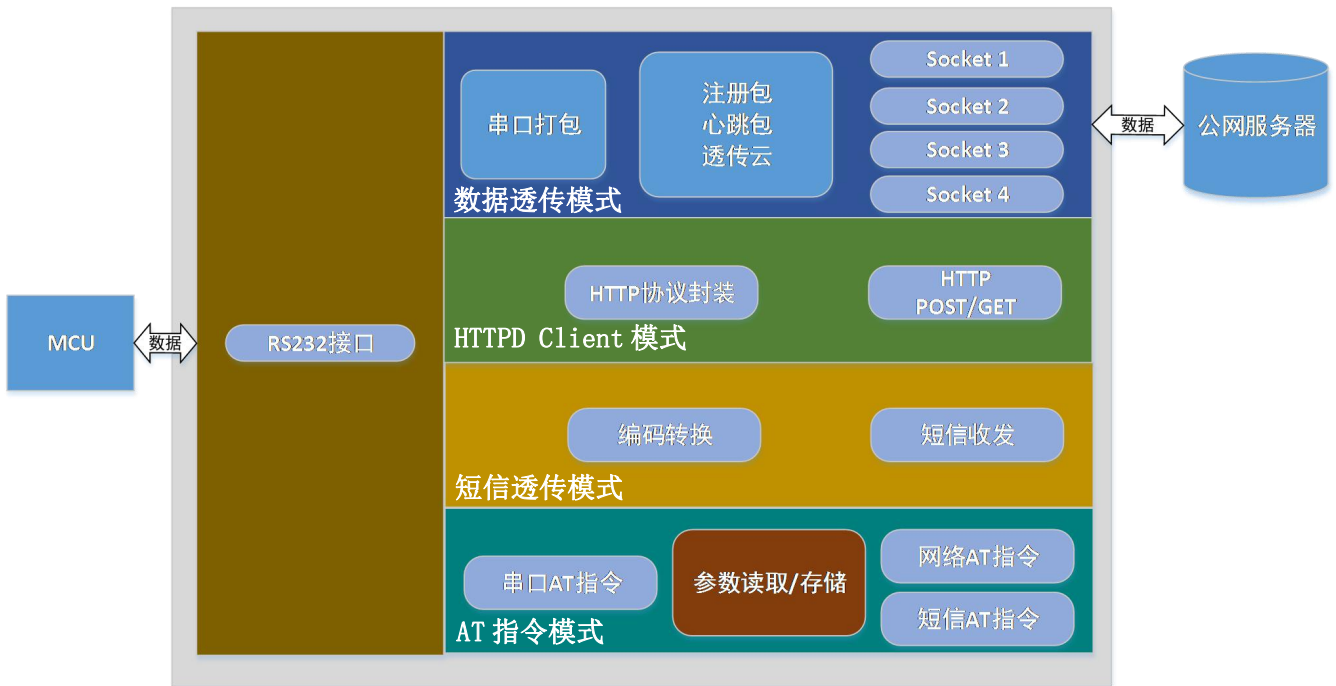 MCU
数据
RS232接口
串口打包
注册包
心跳包
透传云
Socket 1
Socket 2
Socket 3
Socket 4
数据透传模式
数据
公网服务器
HTTP协议封装
HTTP
POST/GET
HTTPD Client 模式
编码转换
短信收发
短信透传模式
串口AT指令
参数读取/存储
网络AT指令
短信AT指令
AT 指令模式